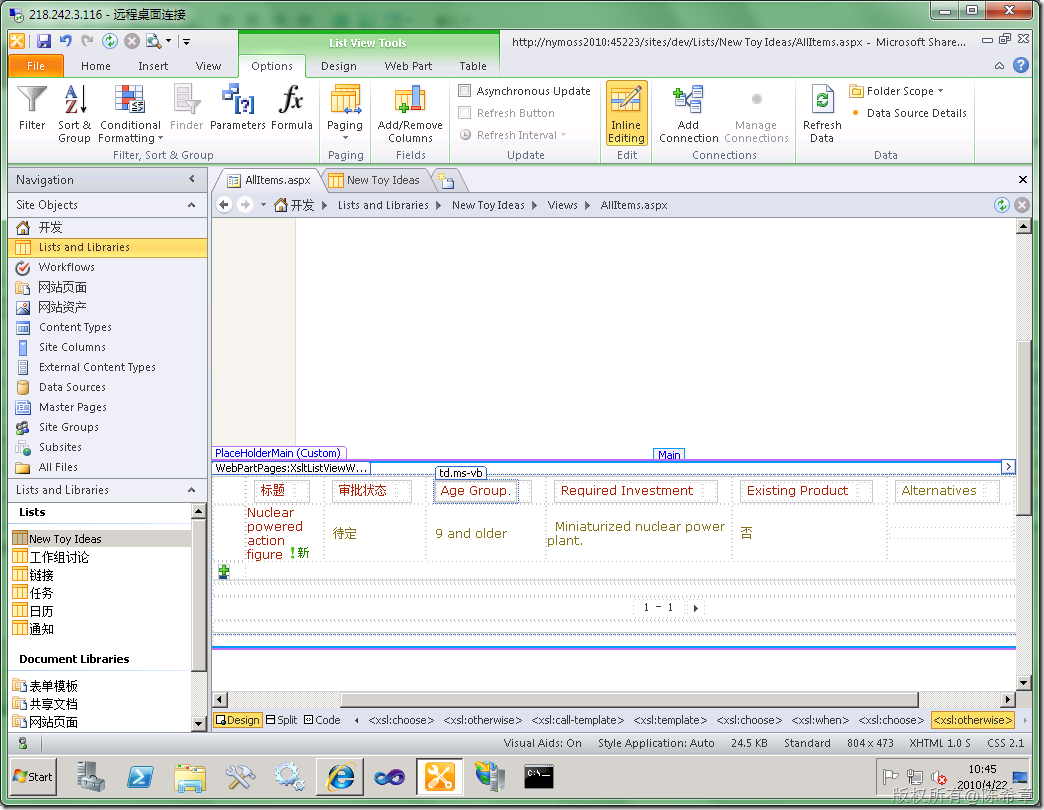 218.242.3.116 - 远程桌面连接
List View Tools
http://nymoss2010:45223/sites/dev/Lists/New Toy Ideas/AllItems.aspx - Microsoft Share...
File Home Insert View Options Design Web Part Table
Filter
Sort & Group
Conditional Formatting
Finder
Parameters
Formula
Filter, Sort & Group
Paging
Paging
Add/Remove Columns
Fields
Asynchronous Update
Refresh Button
Refresh Interval
Update
Inline Editing
Edit
Add Connection
Manage Connections
Connections
Refresh Data
Folder Scope
Data Source Details
Data
Navigation
Site Objects
开发
Lists and Libraries
Workflows
网站页面
网站资产
Content Types
Site Columns
External Content Types
Data Sources
Master Pages
Site Groups
Subsites
All Files
Lists and Libraries
Lists
New Toy Ideas
工作组讨论
链接
任务
日历
通知
Document Libraries
表单模板
共享文档
网站页面
AllItems.aspx New Toy Ideas
开发 Lists and Libraries New Toy Ideas Views AllItems.aspx
PlaceHolderMain (Custom)
Main
WebPartPages:XsltListViewW...
td.ms-vb
标题 审批状态 Age Group. Required Investment Existing Product Alternatives
Nuclear powered action figure !新
待定
9 and older
Miniaturized nuclear power plant.
否
1 - 1
Design Split Code <xsl:choose> <xsl:otherwise> <xsl:call-template> <xsl:template> <xsl:choose> <xsl:when> <xsl:choose> <xsl:otherwise>
Visual Aids: On Style Application: Auto 24.5 KB Standard 804 x 473 XHTML 1.0 S CSS 2.1
Start
C:\_
10:45
2010/4/22
版权所有@陈希章